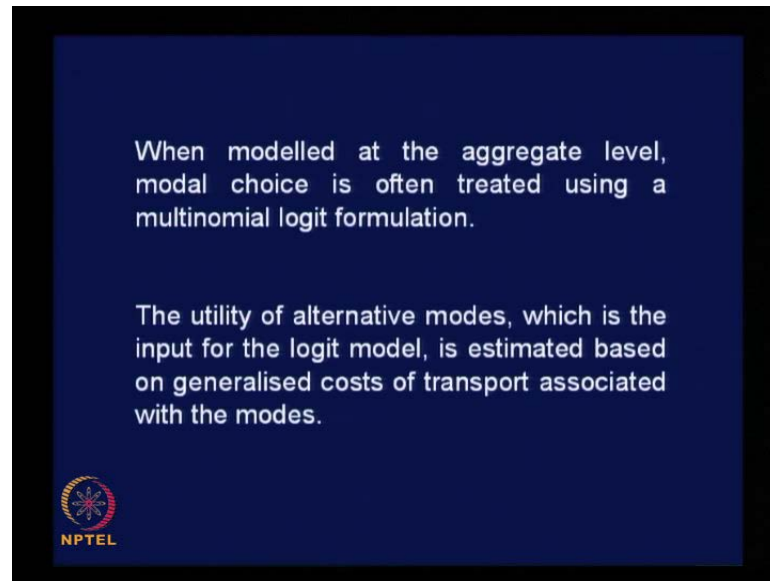 When modelled at the aggregate level,
modal choice is often treated using a
multinomial logit formulation.
The utility of alternative modes, which is the
input for the logit model, is estimated based
on generalised costs of transport associated
with the modes.
NPTEL